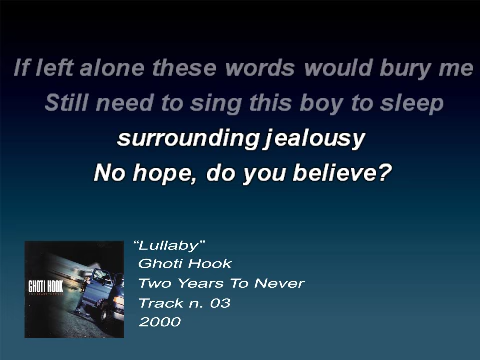 If left alone these words would bury me
Still need to sing this boy to sleep
surrounding jealousy
No hope, do you believe?
"Lullaby"
Ghoti Hook
Two Years To Never
Track n. 03
2000
GHOTI HOOK